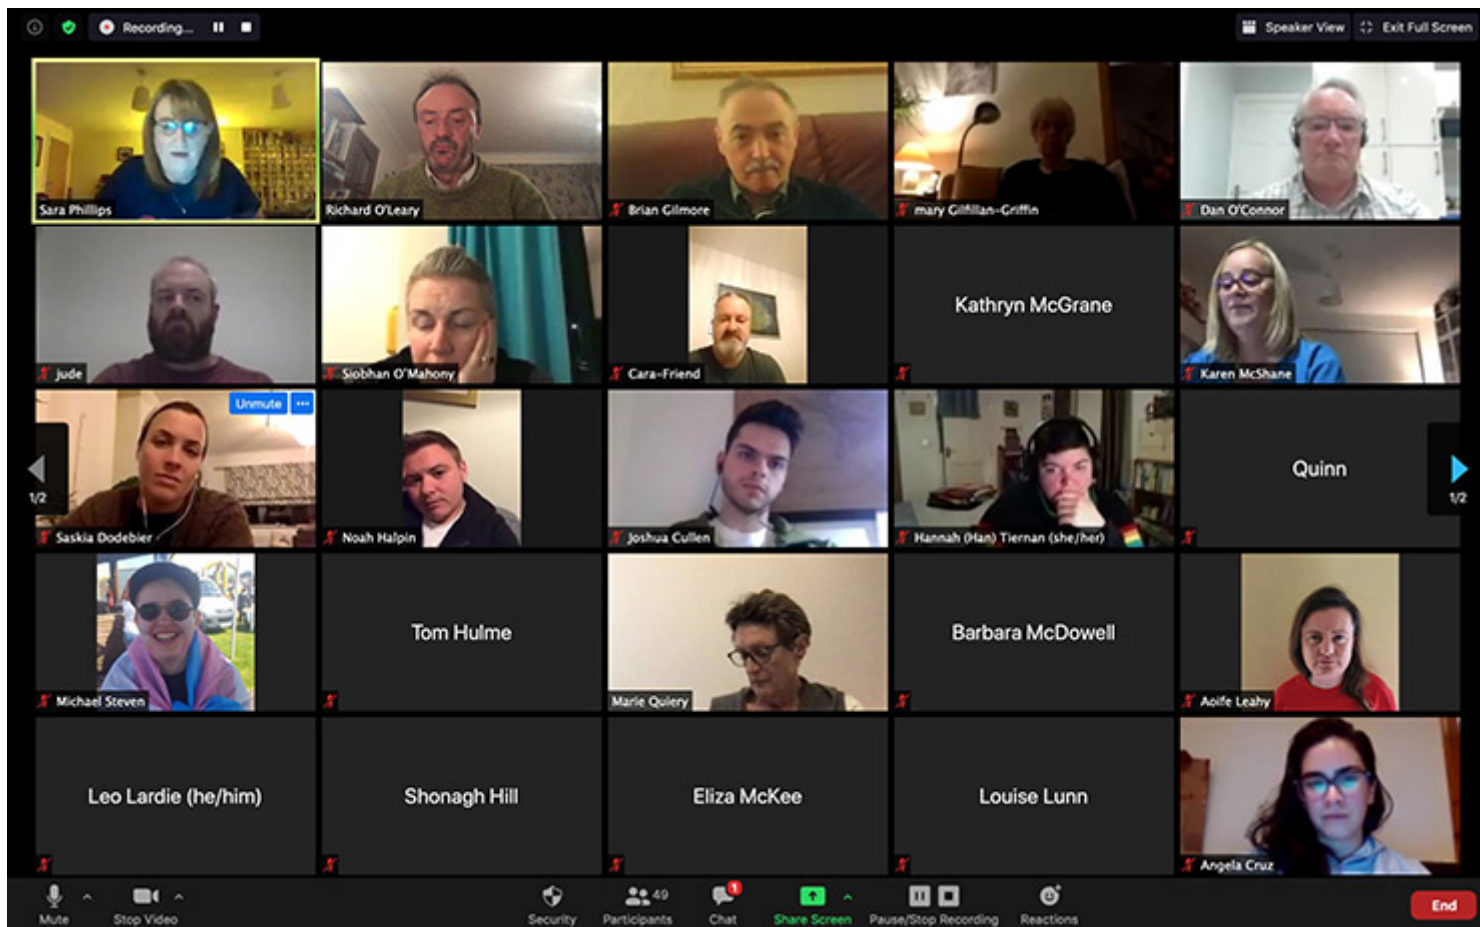 Recording...
Speaker View
Exit Full Screen
Sara Phillips
Richard O'Leary
Brian Gilmore
mary Gilfillan-Griffin
Dan O'Connor
jude
Siobhan O'Mahony
Cara-Friend
Kathryn McGrane
Karen McShane
Unmute ...
1/2
Saskia Dodebier
Noah Halpin
Joshua Cullen
Hannah (Han) Tiernan (she/her)
Quinn
1/2
Michael Steven
Tom Hulme
Marie Quiery
Barbara McDowell
Aoife Leahy
Leo Lardie (he/him)
Shonagh Hill
Eliza McKee
Louise Lunn
Angela Cruz
Mute
Stop Video
Security
49
Participants
1
Chat
Share Screen
Pause/Stop Recording
Reactions
End